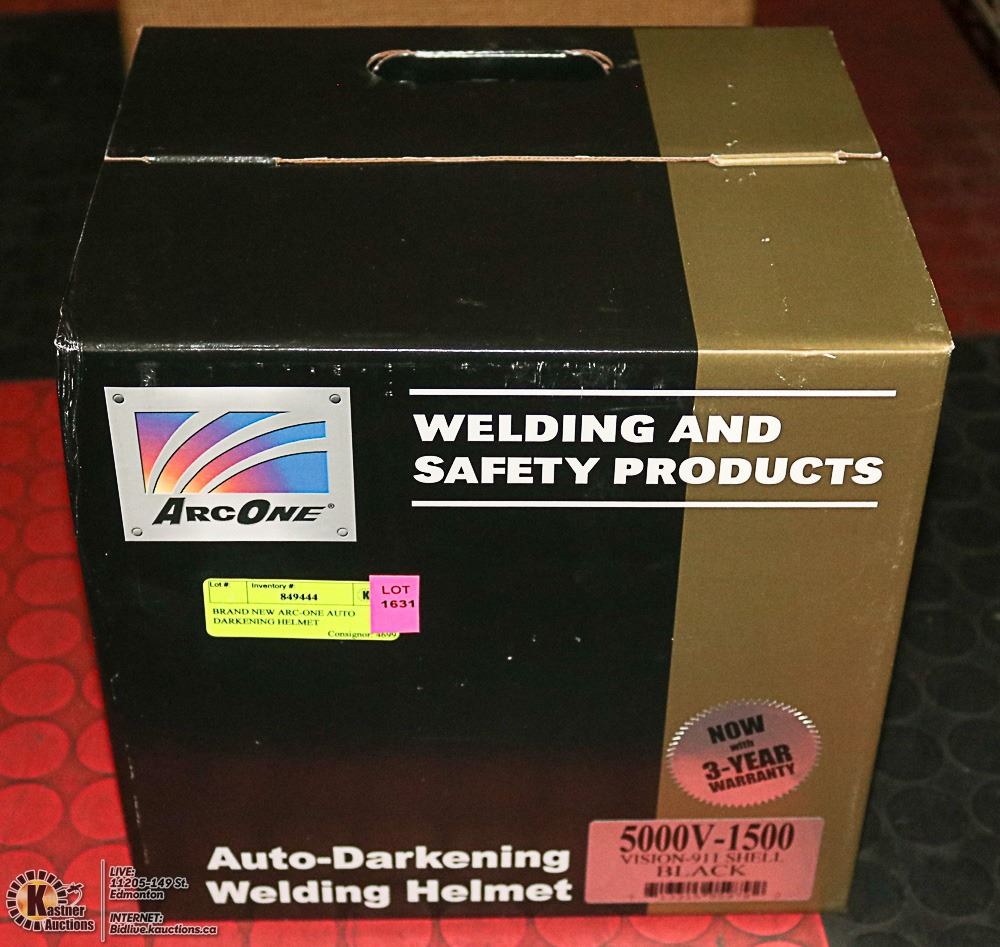 WELDING AND
SAFETY PRODUCTS
ARCONE®
Lot #
Inventory #:
849444
K
LOT
1631
BRAND NEW ARC-ONE AUTO
DARKENING HELMET
Consignor: 4699
NOW
with
3-YEAR
WARRANTY
5000V-1500
VISION-911 SHELL
BLACK
Auto-Darkening
Welding Helmet
Kastner
Auctions
LIVE:
11205-149 St.
Edmonton
INTERNET:
Bidlive.kauctions.ca